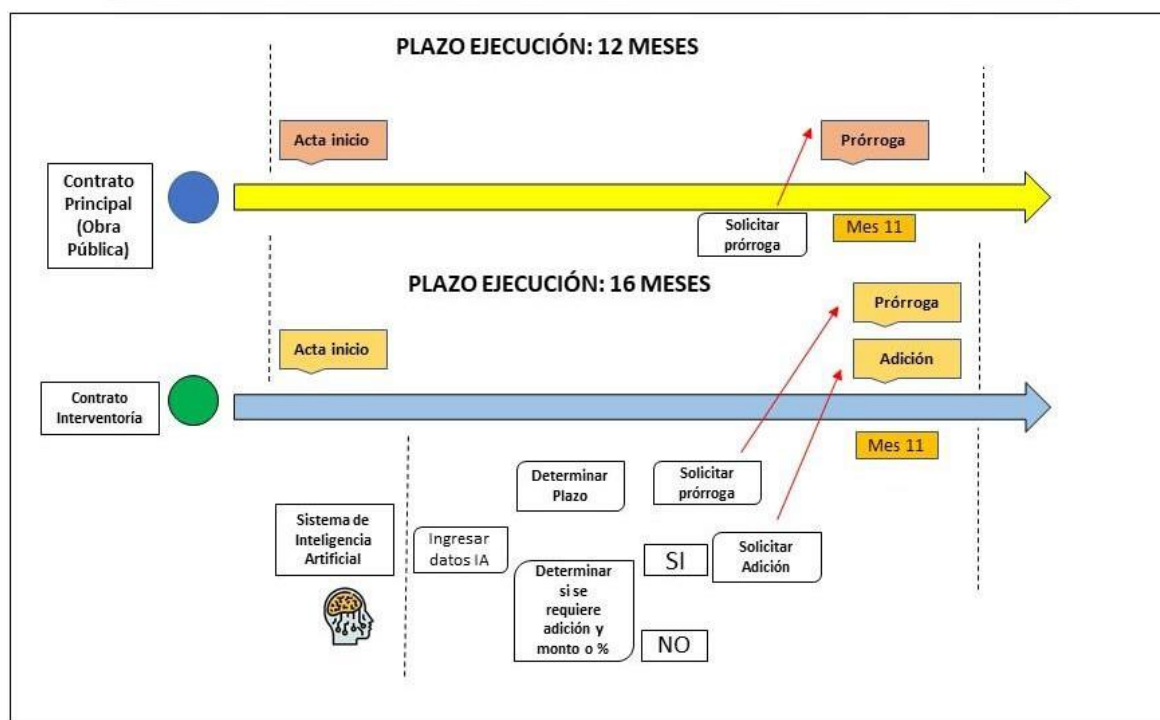 PLAZO EJECUCIÓN: 12 MESES
Acta inicio
Prórroga
Contrato
Principal
(Obra
Pública)
Solicitar
prórroga
Mes 11
PLAZO EJECUCIÓN: 16 MESES
Prórroga
Acta inicio
Adición
Contrato
Interventoría
Mes 11
Determinar
Plazo
Solicitar
prórroga
Sistema de
Inteligencia
Artificial
Ingresar
datos IA
Determinar
si se
requiere
adición y
monto o %
SI
Solicitar
Adición
NO